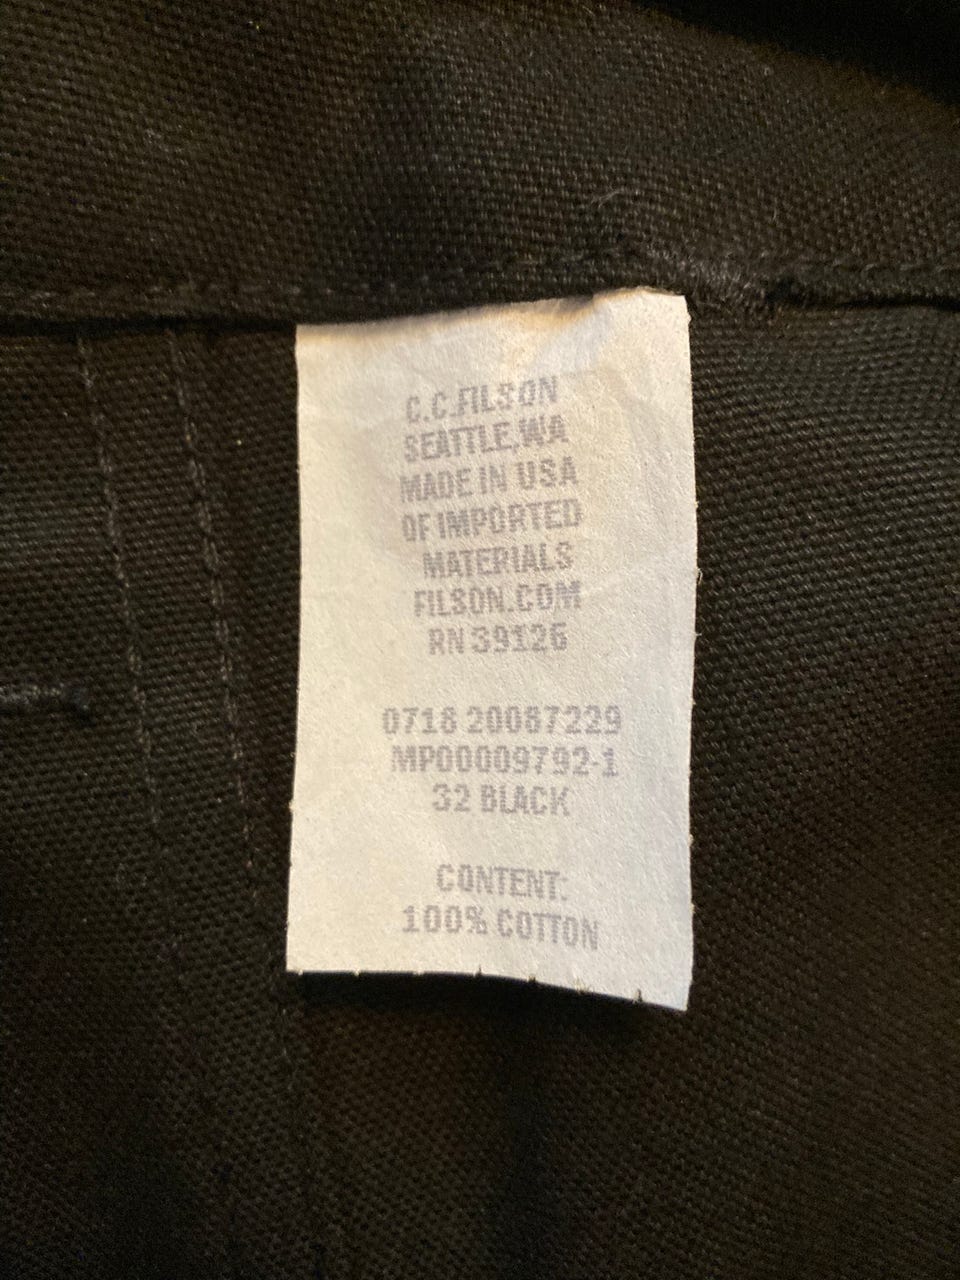 C.C.FILSON
SEATTLE,WA
MADE IN USA
OF IMPORTED
MATERIALS
FILSON.COM
RN 39126

0718 20087229
MP00009792-1
32 BLACK

CONTENT:
100% COTTON